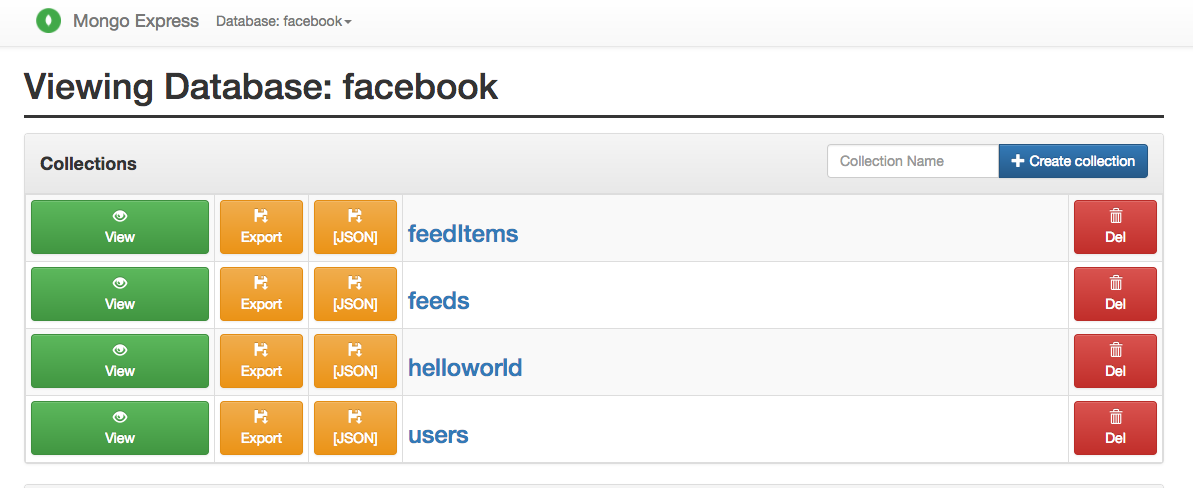 Mongo Express Database: facebook
Viewing Database: facebook
Collections
Collection Name
Create collection
View Export [JSON] feedItems Del
View Export [JSON] feeds Del
View Export [JSON] helloworld Del
View Export [JSON] users Del